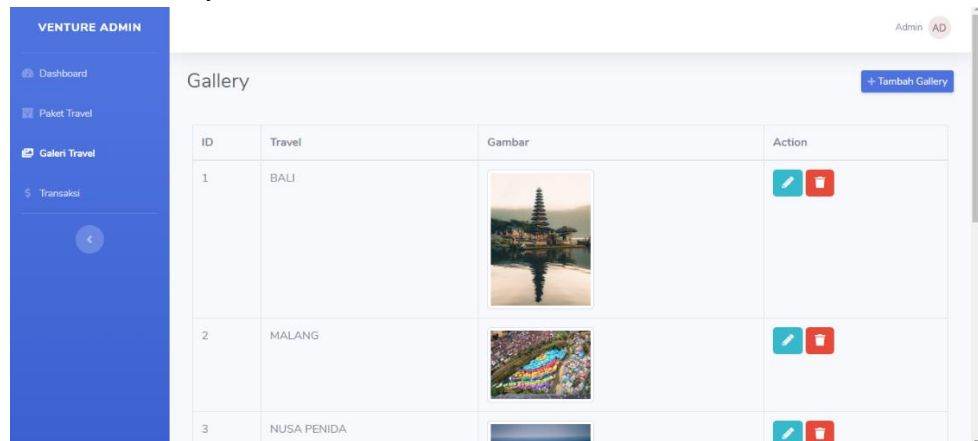 VENTURE ADMIN
Admin AD
Dashboard
Paket Travel
Galeri Travel
$ Transaksi
Gallery
+ Tambah Gallery
ID Travel Gambar Action
1 BALI
2 MALANG
3 NUSA PENIDA